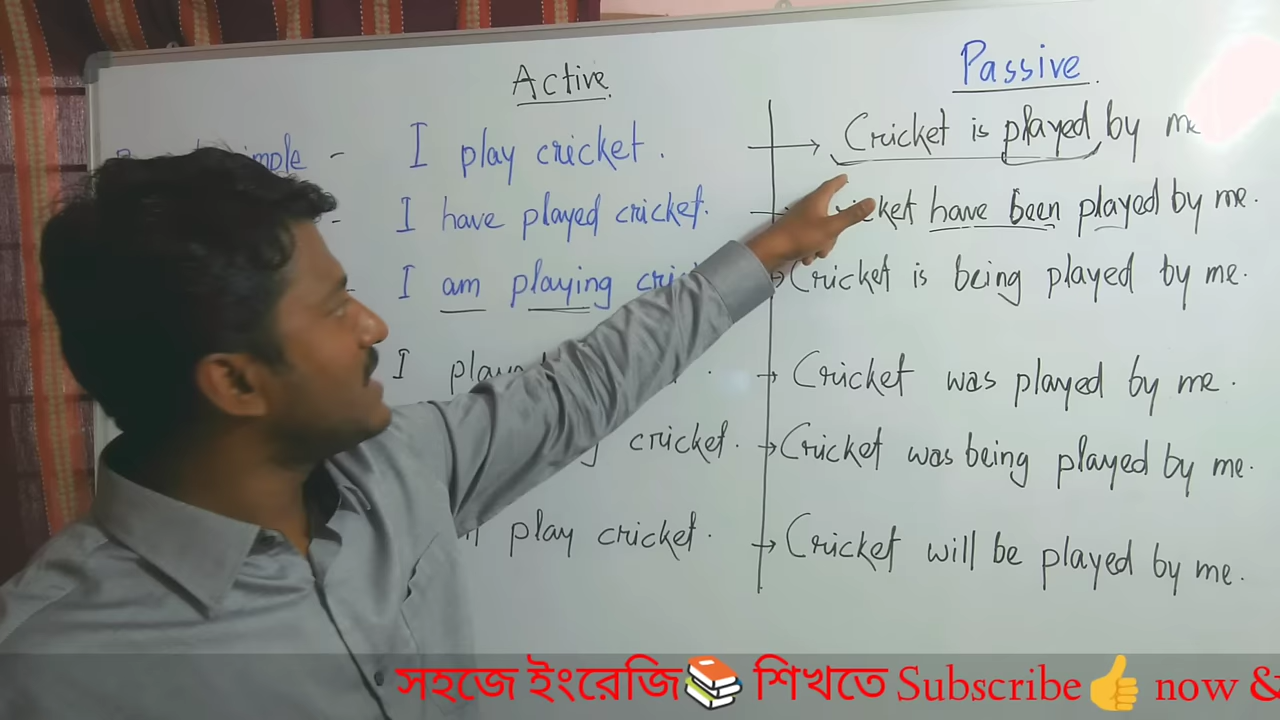 Active
Passive
I play cricket.
Cricket is played by me
- I have played cricket.
have been played by me.
- I am playing
Cricket is being played by me.
I
Cricket was played by me.
cricket.
Cricket was being played by me.
play cricket.
Cricket will be played by me.
সহজে ইংরেজি📚 শিখতে Subscribe👍 now &